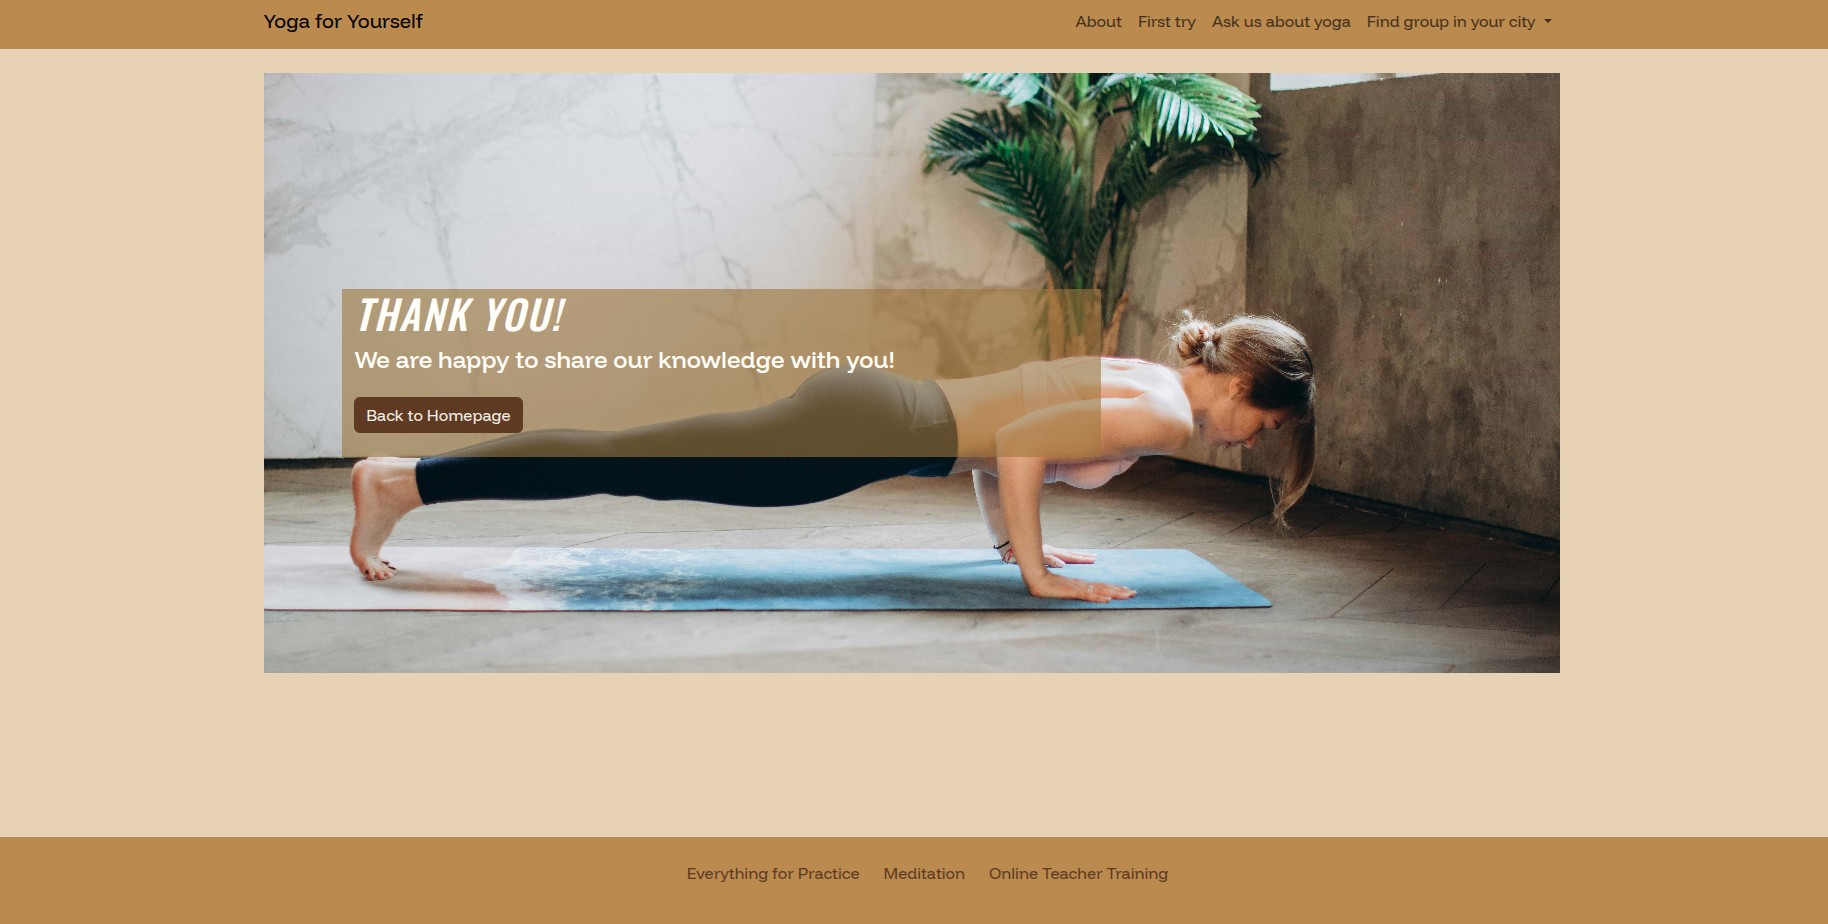 Yoga for Yourself
About First try Ask us about yoga Find group in your city
THANK YOU!
We are happy to share our knowledge with you!
Back to Homepage
Everything for Practice Meditation Online Teacher Training